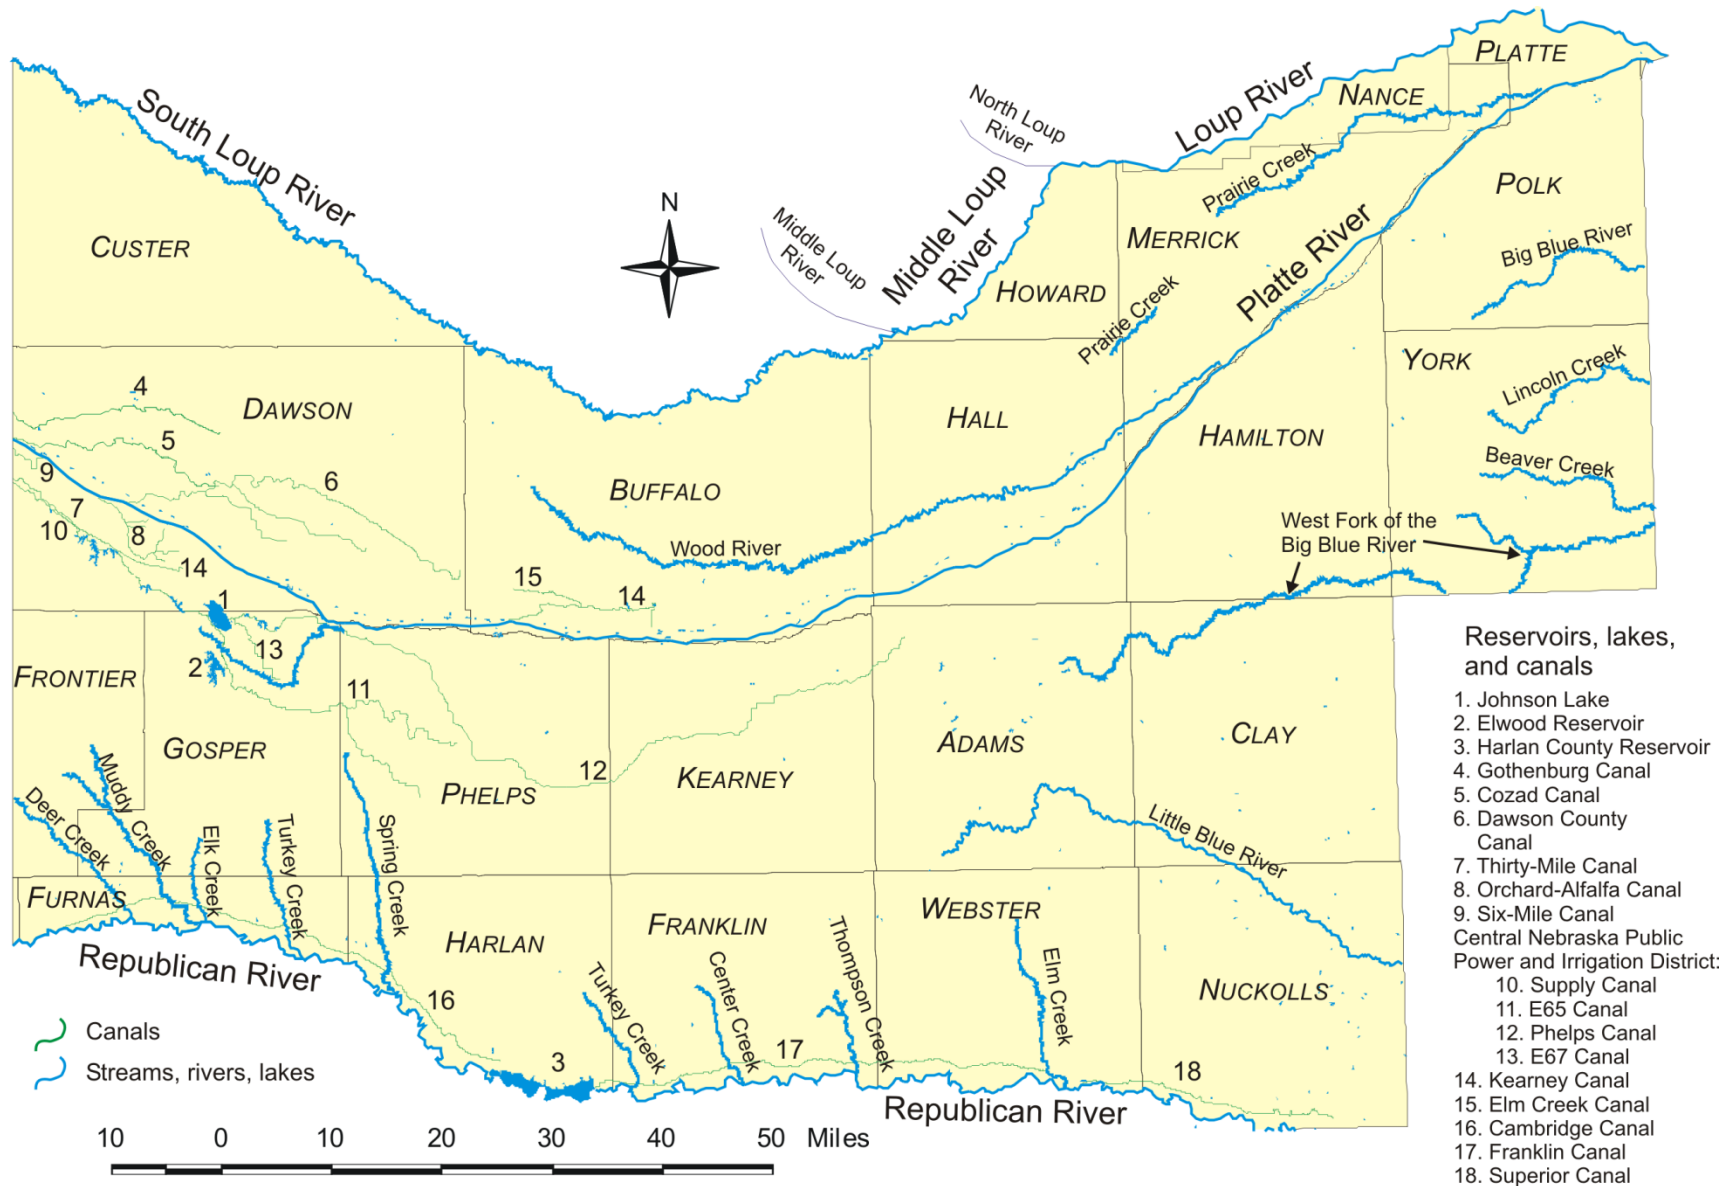 PLATTE
NANCE
Loup River
North Loup
River
South Loup River
Prairie Creek
POLK
Middle Loup
River
N
Middle Loup
River
CUSTER
MERRICK
Platte River
Big Blue River
HOWARD
Prairie Creek
YORK
Lincoln Creek
4
DAWSON
HALL
HAMILTON
5
Beaver Creek
9
6
BUFFALO
7
10
8
West Fork of the
Big Blue River
Wood River
14
15
14
1
13
2
FRONTIER
11
GOSPER
ADAMS
CLAY
12
KEARNEY
PHELPS
Muddy Creek
Deer Creek
Elk Creek
Turkey Creek
Spring Creek
Little Blue River
FURNAS
HARLAN
FRANKLIN
WEBSTER
Thompson Creek
Republican River
Turkey Creek
Center Creek
Elm Creek
NUCKOLLS
16
3
17
18
Republican River
Canals
Streams, rivers, lakes
10 0 10 20 30 40 50 Miles
Reservoirs, lakes,
and canals
1. Johnson Lake
2. Elwood Reservoir
3. Harlan County Reservoir
4. Gothenburg Canal
5. Cozad Canal
6. Dawson County
Canal
7. Thirty-Mile Canal
8. Orchard-Alfalfa Canal
9. Six-Mile Canal
Central Nebraska Public
Power and Irrigation District:
10. Supply Canal
11. E65 Canal
12. Phelps Canal
13. E67 Canal
14. Kearney Canal
15. Elm Creek Canal
16. Cambridge Canal
17. Franklin Canal
18. Superior Canal